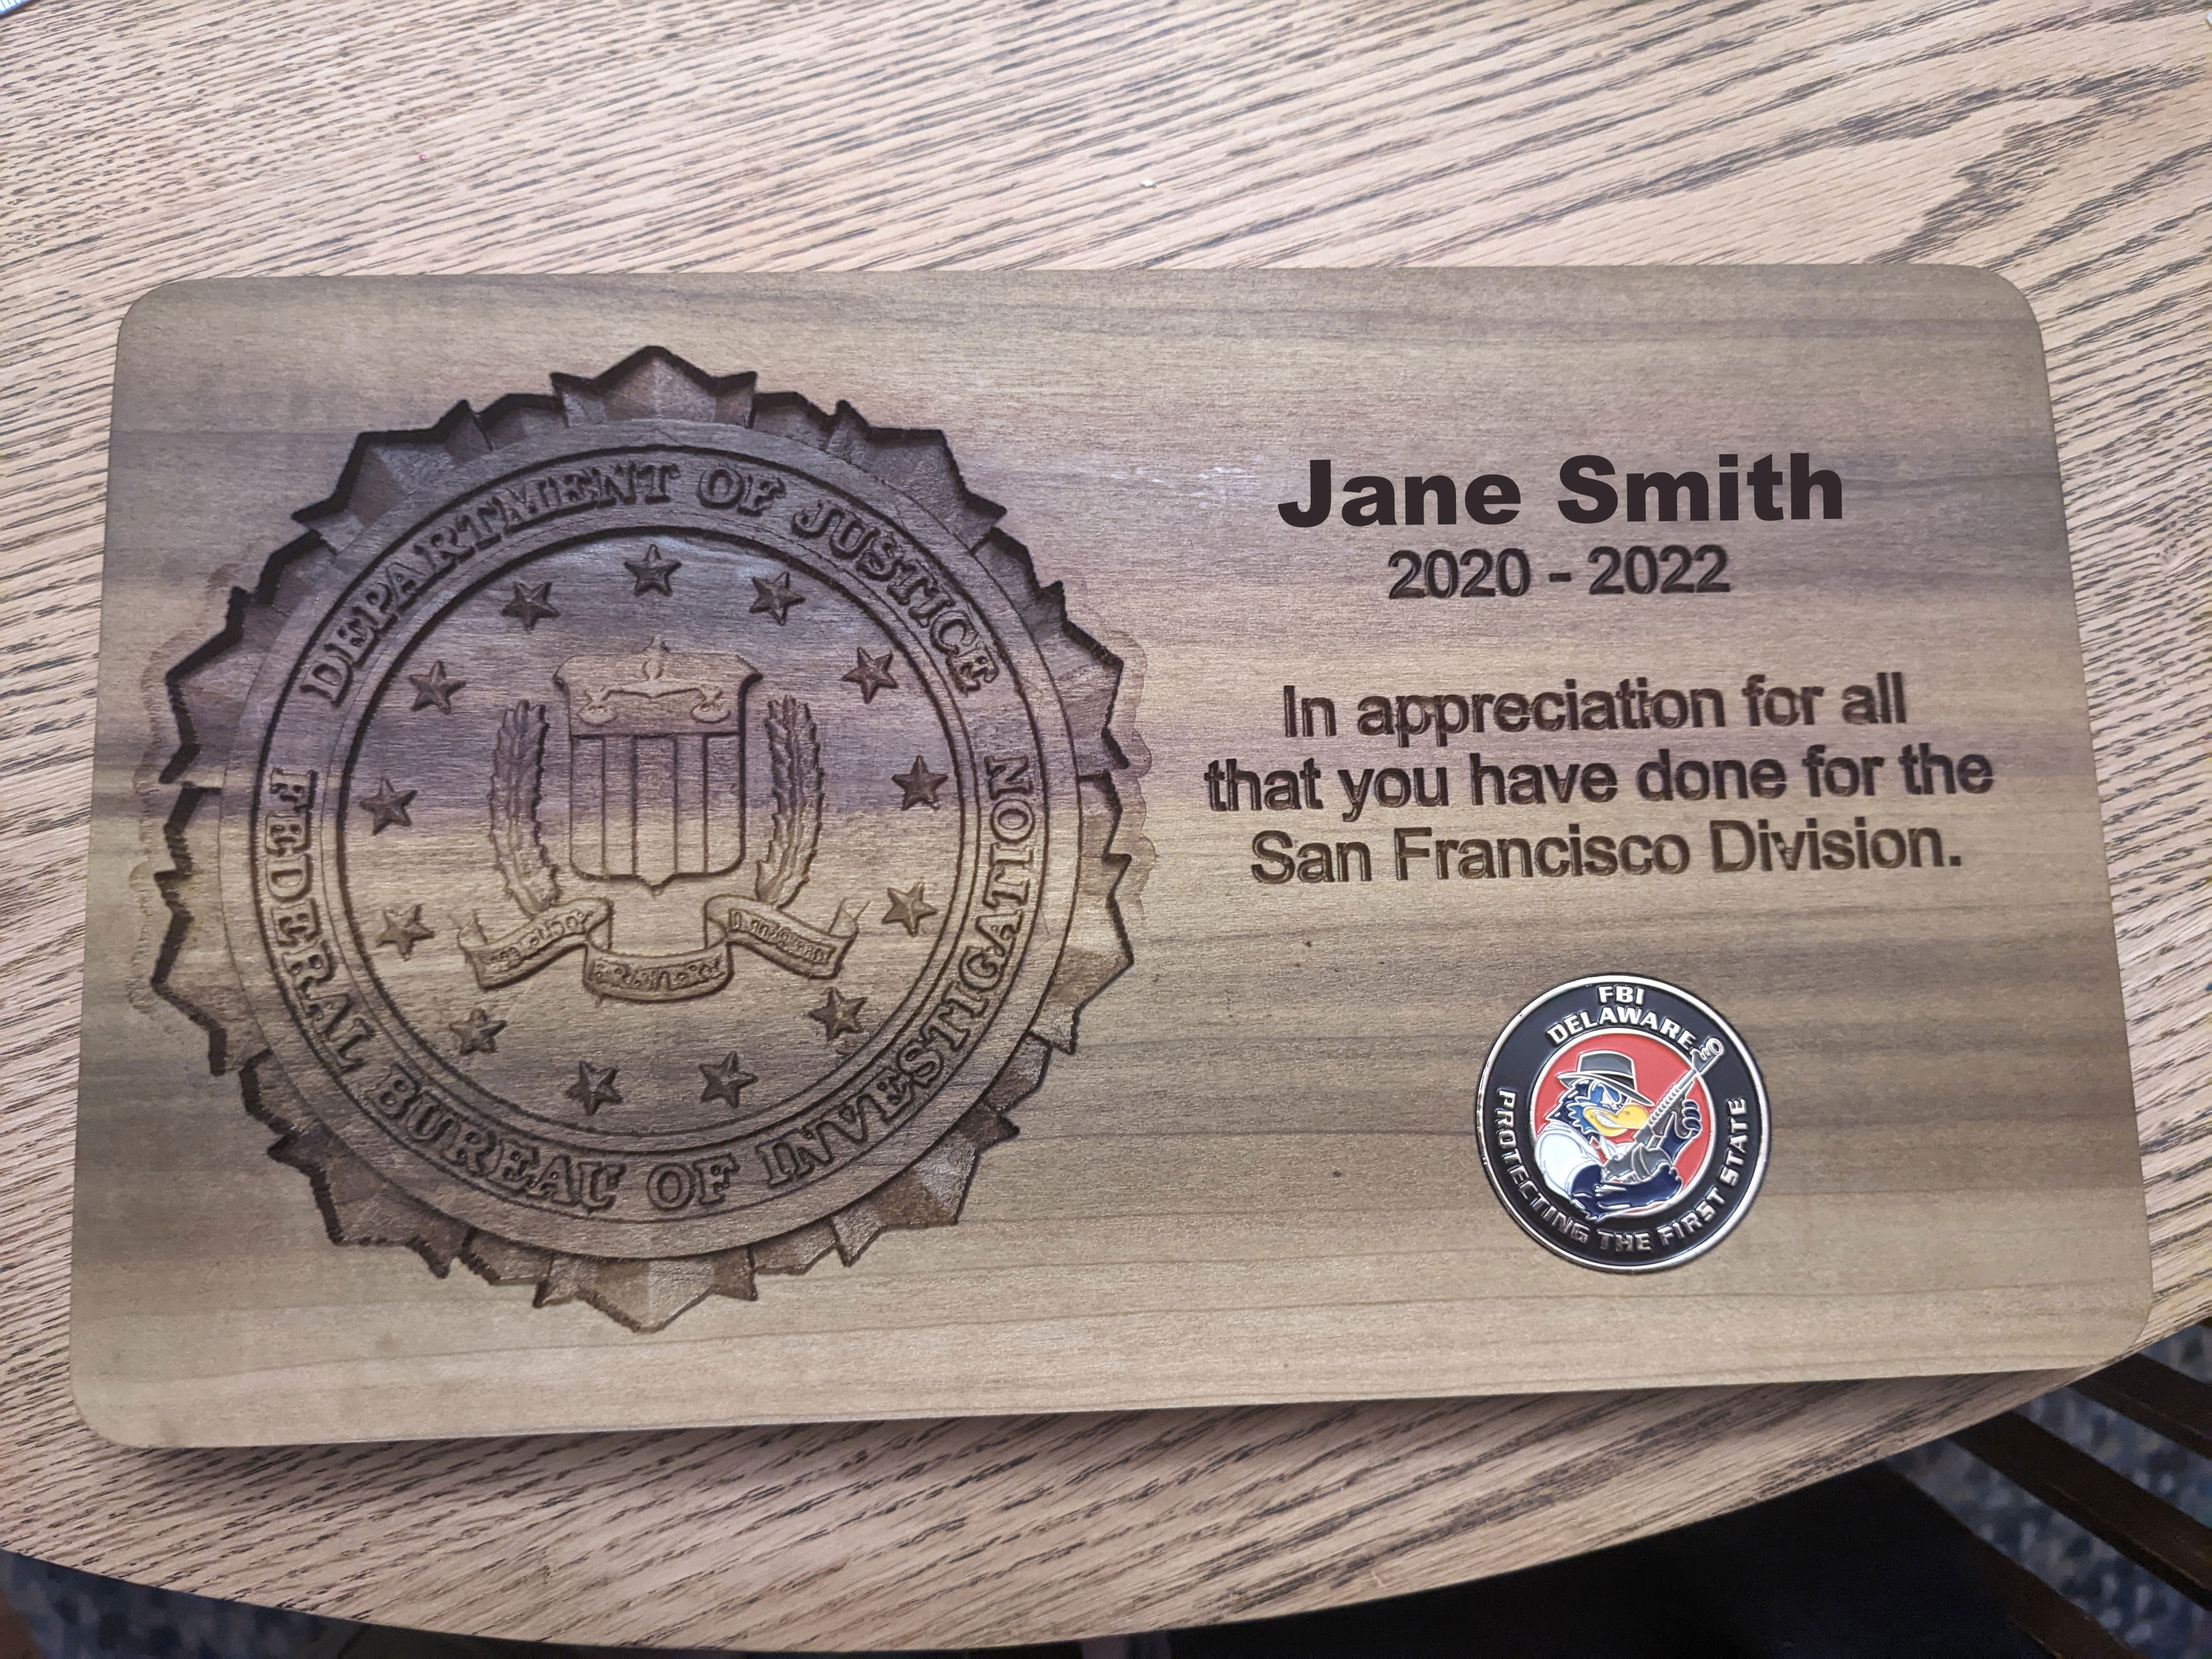 DEPARTMENT OF JUSTICE
FEDERAL BUREAU OF INVESTIGATION
Jane Smith
2020 - 2022
In appreciation for all
that you have done for the
San Francisco Division.
FBI
DELAWARE
PROTECTING THE FIRST STATE